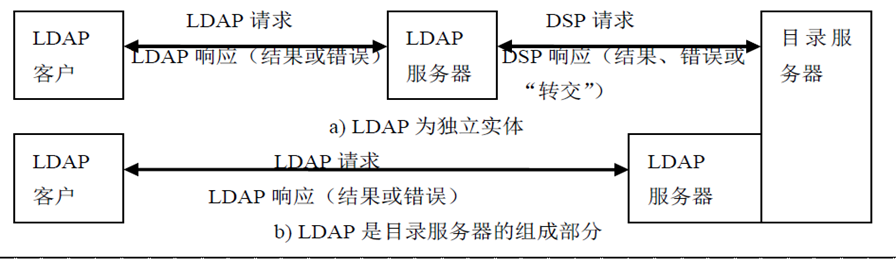 LDAP 请求
DSP 请求
LDAP
客户
LDAP
服务器
目录服
务器
LDAP 响应（结果或错误）
DSP 响应（结果、错误或
“转交”）
a) LDAP 为独立实体
LDAP
客户
LDAP 请求
LDAP
服务器
LDAP 响应（结果或错误）
b) LDAP 是目录服务器的组成部分